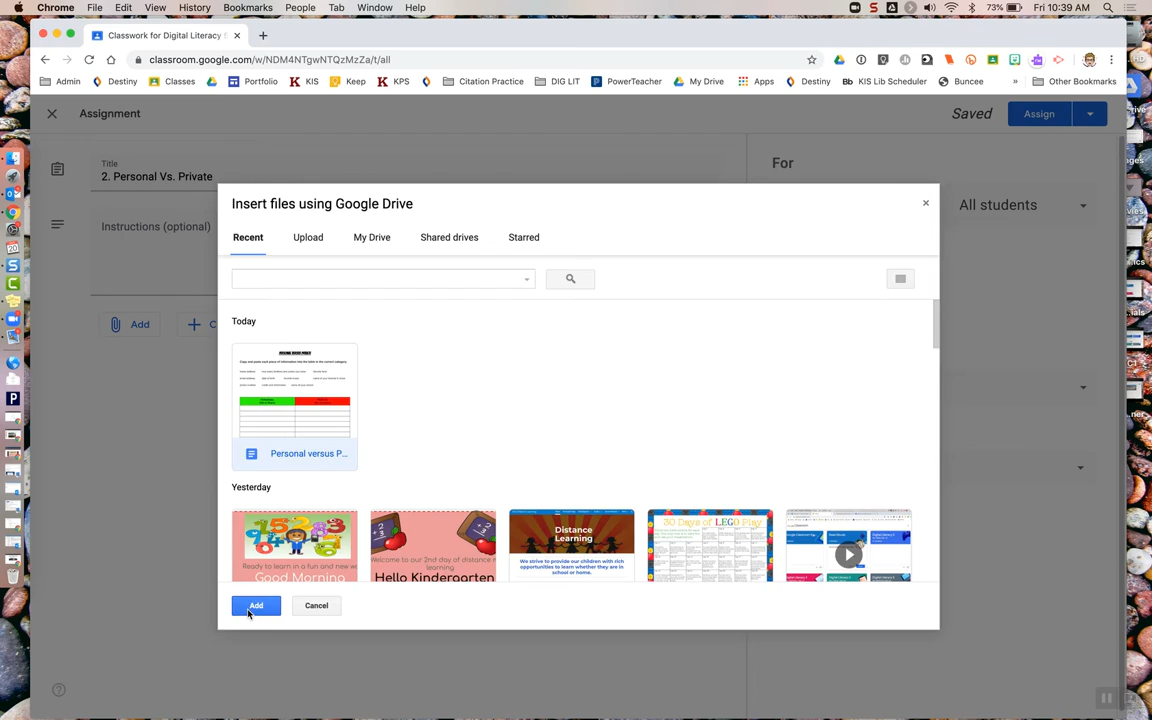 Chrome File Edit View History Bookmarks People Tab Window Help 73% Fri 10:39 AM
Classwork for Digital Literacy
classroom.google.com/w/NDM4NTgwNTQzMzZa/t/all
Admin Destiny Classes Portfolio KIS Keep KPS Citation Practice DIG LIT PowerTeacher My Drive Apps Destiny Bb KIS Lib Scheduler Buncee » Other Bookmarks
Assignment Saved Assign
Title
2. Personal Vs. Private
For
Instructions (optional)
All students
Add
Insert files using Google Drive
Recent Upload My Drive Shared drives Starred
Today
Personal versus P...
Yesterday
Ready to learn in a fun and new w
Good Morning
Welcome to our 2nd day of distance
learning.
Hello Kindergarten
Distance
Learning
We strive to provide our children with rich
opportunities to learn whether they are in
school or home.
30 Days of LEGO Play
Add Cancel